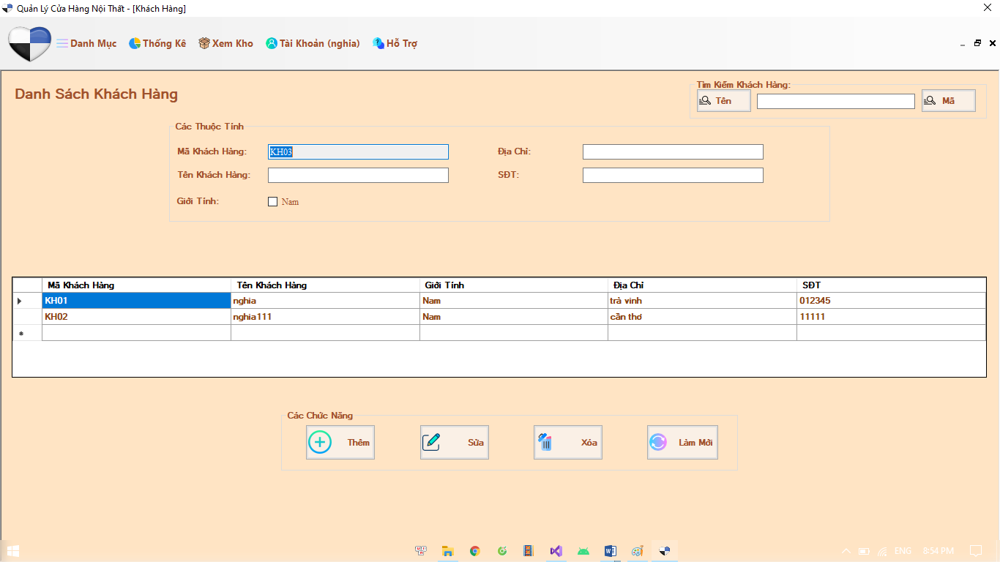 Quản Lý Cửa Hàng Nội Thất - [Khách Hàng]
Danh Mục Thống Kê Xem Kho Tài Khoản (nghia) Hỗ Trợ
Danh Sách Khách Hàng
Tìm Kiếm Khách Hàng:
Tên Mã
Các Thuộc Tính
Mã Khách Hàng: KH03 Địa Chỉ:
Tên Khách Hàng: SĐT:
Giới Tính: Nam
Mã Khách Hàng Tên Khách Hàng Giới Tính Địa Chỉ SĐT
KH01 nghia Nam trà vinh 012345
KH02 nghia111 Nam cần thơ 11111
Các Chức Năng
Thêm Sửa Xóa Làm Mới
ENG 8:54 PM